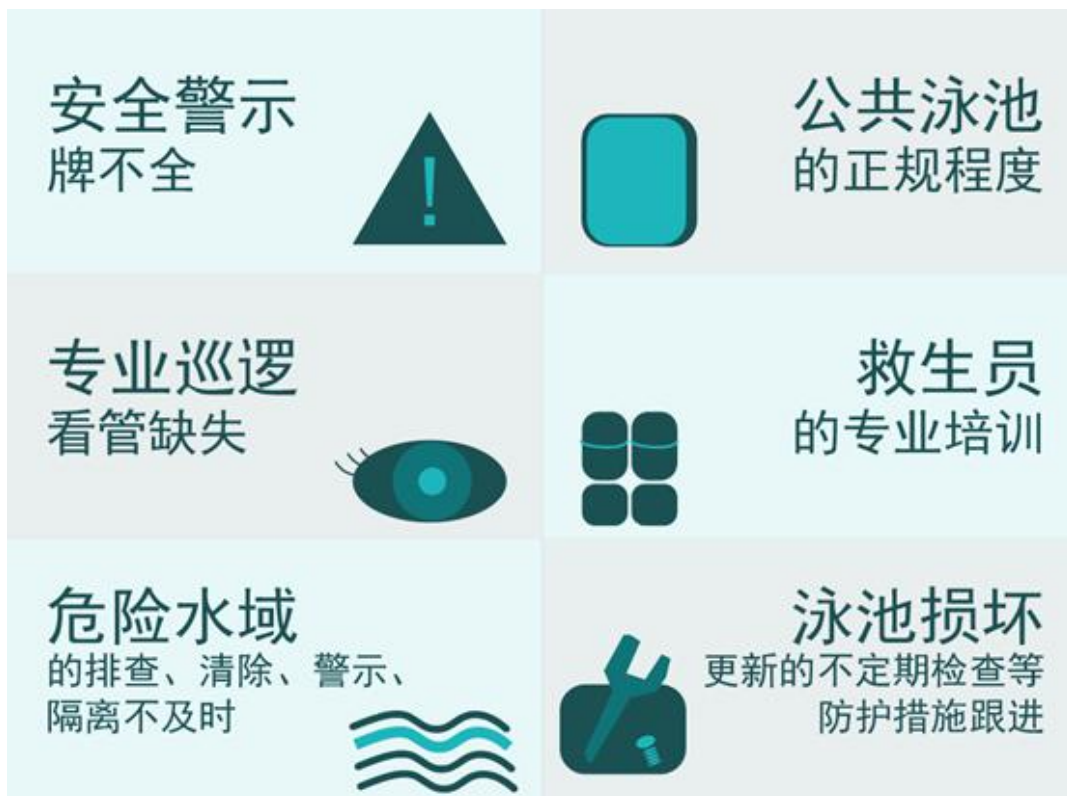 安全警示
牌不全
公共泳池
的正规程度
专业巡逻
看管缺失
救生员
的专业培训
危险水域
的排查、清除、警示、
隔离不及时
泳池损坏
更新的不定期检查等
防护措施跟进